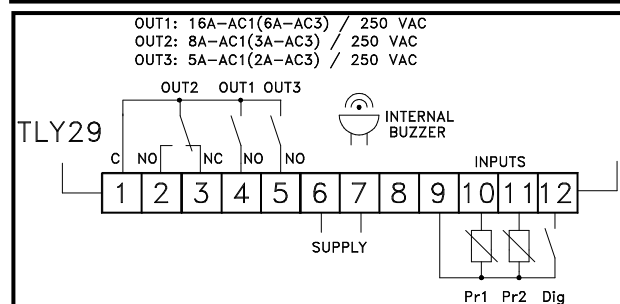 OUT1: 16A-AC1(6A-AC3) / 250 VAC
OUT2: 8A-AC1(3A-AC3) / 250 VAC
OUT3: 5A-AC1(2A-AC3) / 250 VAC
OUT2 OUT1 OUT3
INTERNAL
BUZZER
TLY29
C NO NC NO NO INPUTS
1 2 3 4 5 6 7 8 9 10 11 12
SUPPLY
Pr1 Pr2 Dig